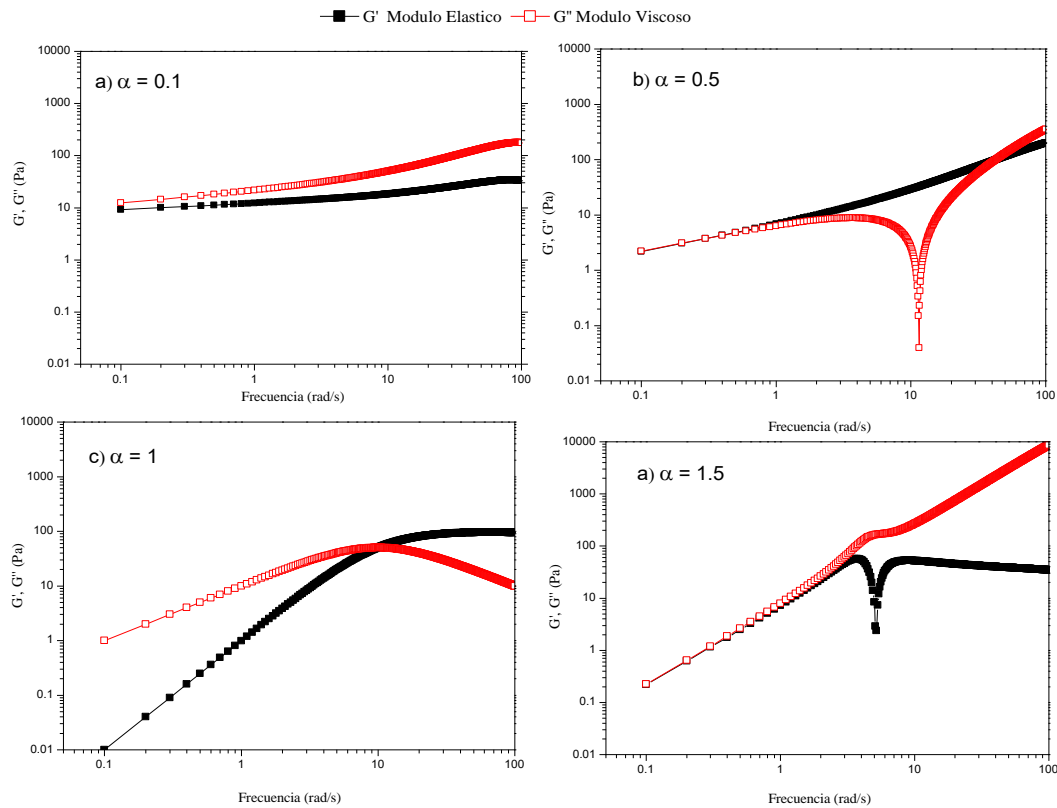 G' Modulo Elastico G'' Modulo Viscoso
a) α = 0.1
10000
1000
100
10
1
0.1
0.01
G', G'' (Pa)
0.1 1 10 100
Frecuencia (rad/s)
b) α = 0.5
10000
1000
100
10
1
0.1
0.01
G', G'' (Pa)
0.1 1 10 100
Frecuencia (rad/s)
c) α = 1
10000
1000
100
10
1
0.1
0.01
G', G'' (Pa)
0.1 1 10 100
Frecuencia (rad/s)
a) α = 1.5
10000
1000
100
10
1
0.1
0.01
G', G'' (Pa)
0.1 1 10 100
Frecuencia (rad/s)